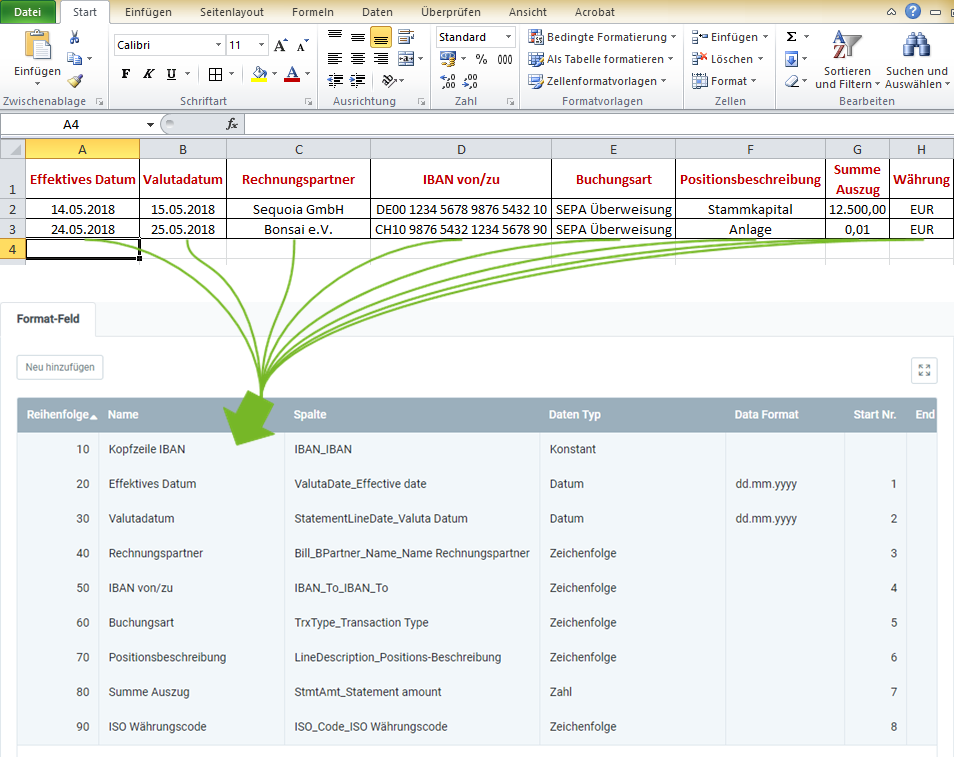 Datei Start Einfügen Seitenlayout Formeln Daten Überprüfen Ansicht Acrobat
Calibri 11 Standard Bedingte Formatierung Einfügen Σ
Einfügen Als Tabelle formatieren Löschen Sortieren Suchen und
F K U A % 000 Zellenformatvorlagen Format und Filtern Auswählen
Zwischenablage Schriftart Ausrichtung Zahl Formatvorlagen Zellen Bearbeiten
A4 fx
A B C D E F G H
1 Effektives Datum Valutadatum Rechnungspartner IBAN von/zu Buchungsart Positionsbeschreibung Summe Auszug Währung
2 14.05.2018 15.05.2018 Sequoia GmbH DE00 1234 5678 9876 5432 10 SEPA Überweisung Stammkapital 12.500,00 EUR
3 24.05.2018 25.05.2018 Bonsai e.V. CH10 9876 5432 1234 5678 90 SEPA Überweisung Anlage 0,01 EUR
4
Format-Feld
Neu hinzufügen
Reihenfolge Name Spalte Daten Typ Data Format Start Nr. End
10 Kopfzeile IBAN IBAN_IBAN Konstant
20 Effektives Datum ValutaDate_Effective date Datum dd.mm.yyyy 1
30 Valutadatum StatementLineDate_Valuta Datum Datum dd.mm.yyyy 2
40 Rechnungspartner Bill_BPartner_Name_Name Rechnungspartner Zeichenfolge 3
50 IBAN von/zu IBAN_To_IBAN_To Zeichenfolge 4
60 Buchungsart TrxType_Transaction Type Zeichenfolge 5
70 Positionsbeschreibung LineDescription_Positions-Beschreibung Zeichenfolge 6
80 Summe Auszug StmtAmt_Statement amount Zahl 7
90 ISO Währungscode ISO_Code_ISO Währungscode Zeichenfolge 8